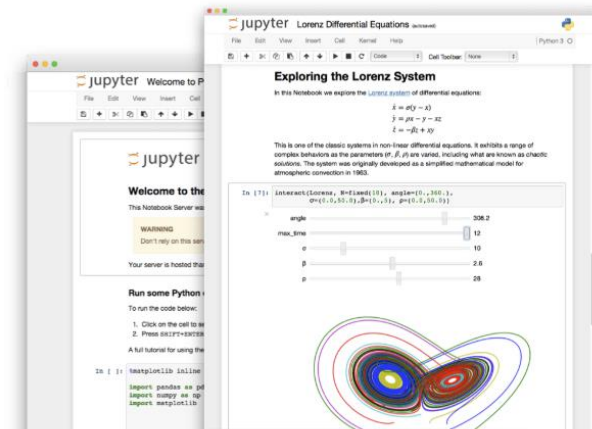 jupyter Lorenz Differential Equations (autosaved)
File Edit View Insert Cell Kernel Help Python 3
Code Cell Toolbar: None
Exploring the Lorenz System
In this Notebook we explore the Lorenz system of differential equations:
ẋ = σ(y − x)
ẏ = ρx − y − xz
ż = −βz + xy
This is one of the classic systems in non-linear differential equations. It exhibits a range of
complex behaviors as the parameters (σ, β, ρ) are varied, including what are known as chaotic
solutions. The system was originally developed as a simplified mathematical model for
atmospheric convection in 1963.
In [7]: interact(Lorenz, N=fixed(10), angle=(0.,360.),
σ=(0.0,50.0),β=(0.,5), ρ=(0.0,50.0))
angle 308.2
max_time 12
σ 10
β 2.6
ρ 28
jupyter Welcome to P
File Edit View Insert Cell
jupyter
Welcome to the
This Notebook Server was
WARNING
Don't rely on this serv
Your server is hosted than
Run some Python c
To run the code below:
1. Click on the cell to se
2. Press SHIFT+ENTER
A full tutorial for using the
In [ ]: %matplotlib inline
import pandas as pd
import numpy as np
import matplotlib